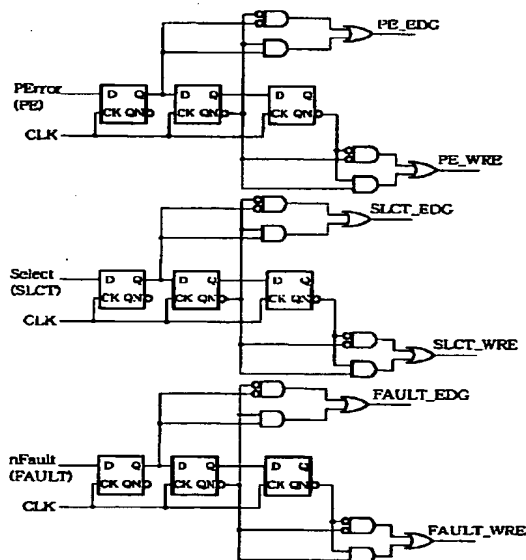 PE_EDG
PError
(PE)
D Q
CK QN
D Q
CK QN
D Q
CK QN
CLK
PE_WRE
SLCT_EDG
Select
(SLCT)
D Q
CK QN
D Q
CK QN
D Q
CK QN
CLK
SLCT_WRE
FAULT_EDG
nFault
(FAULT)
D Q
CK QN
D Q
CK QN
D Q
CK QN
CLK
FAULT_WRE